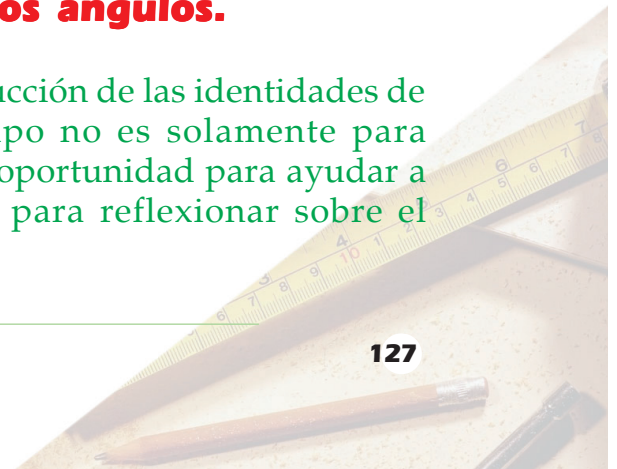 os ángulos.
ucción de las identidades de
po no es solamente para
oportunidad para ayudar a
para reflexionar sobre el
127